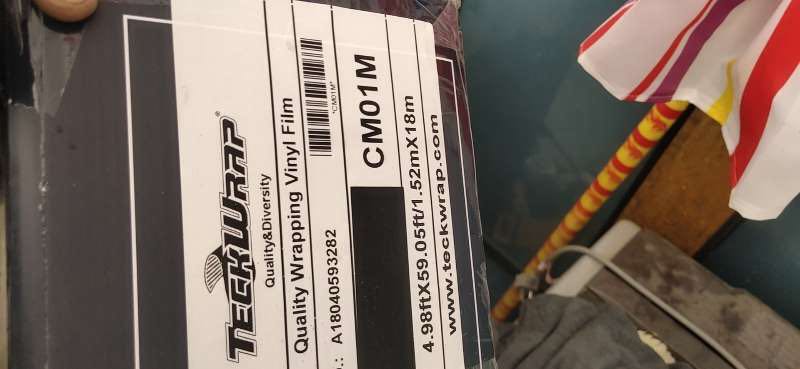 TECKWRAP®
Quality&Diversity
Quality Wrapping Vinyl Film
*CM01M*
.: A18040593282
CM01M
4.98ftX59.05ft/1.52mX18m
www.teckwrap.com